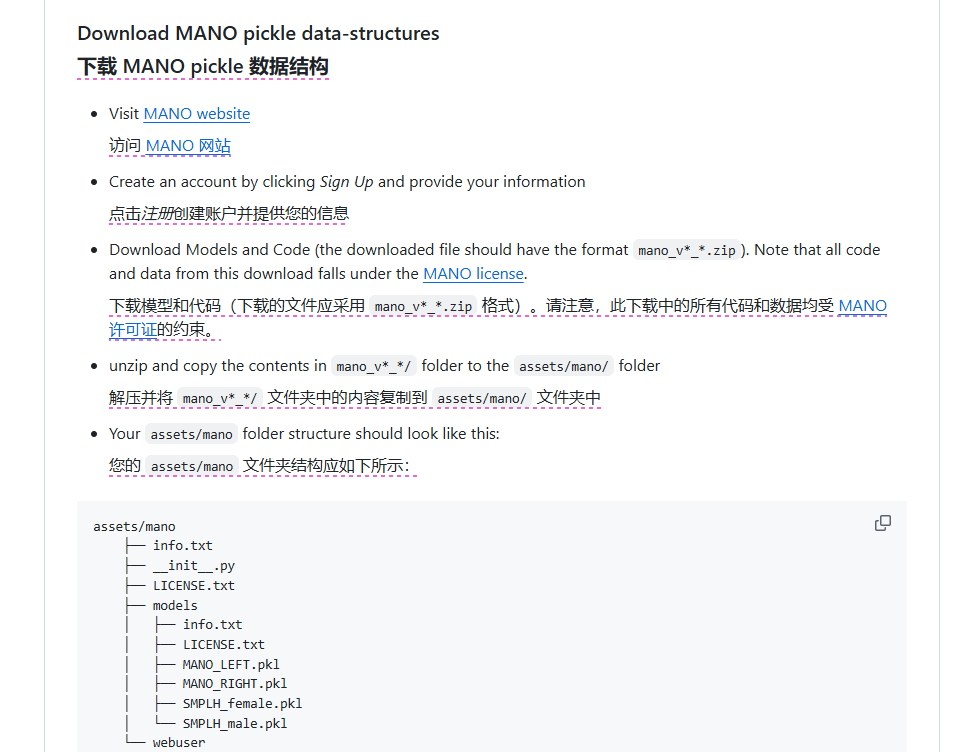 Download MANO pickle data-structures
下载 MANO pickle 数据结构
Visit MANO website
访问 MANO 网站
Create an account by clicking Sign Up and provide your information
点击注册创建账户并提供您的信息
Download Models and Code (the downloaded file should have the format mano_v*_*.zip ). Note that all code
and data from this download falls under the MANO license.
下载模型和代码（下载的文件应采用 mano_v*_*.zip 格式）。请注意，此下载中的所有代码和数据均受 MANO
许可证的约束。
unzip and copy the contents in mano_v*_*/ folder to the assets/mano/ folder
解压并将 mano_v*_*/ 文件夹中的内容复制到 assets/mano/ 文件夹中
Your assets/mano folder structure should look like this:
您的 assets/mano 文件夹结构应如下所示：
assets/mano
├── info.txt
├── __init__.py
├── LICENSE.txt
├── models
│   ├── info.txt
│   ├── LICENSE.txt
│   ├── MANO_LEFT.pkl
│   ├── MANO_RIGHT.pkl
│   ├── SMPLH_female.pkl
│   └── SMPLH_male.pkl
└── webuser